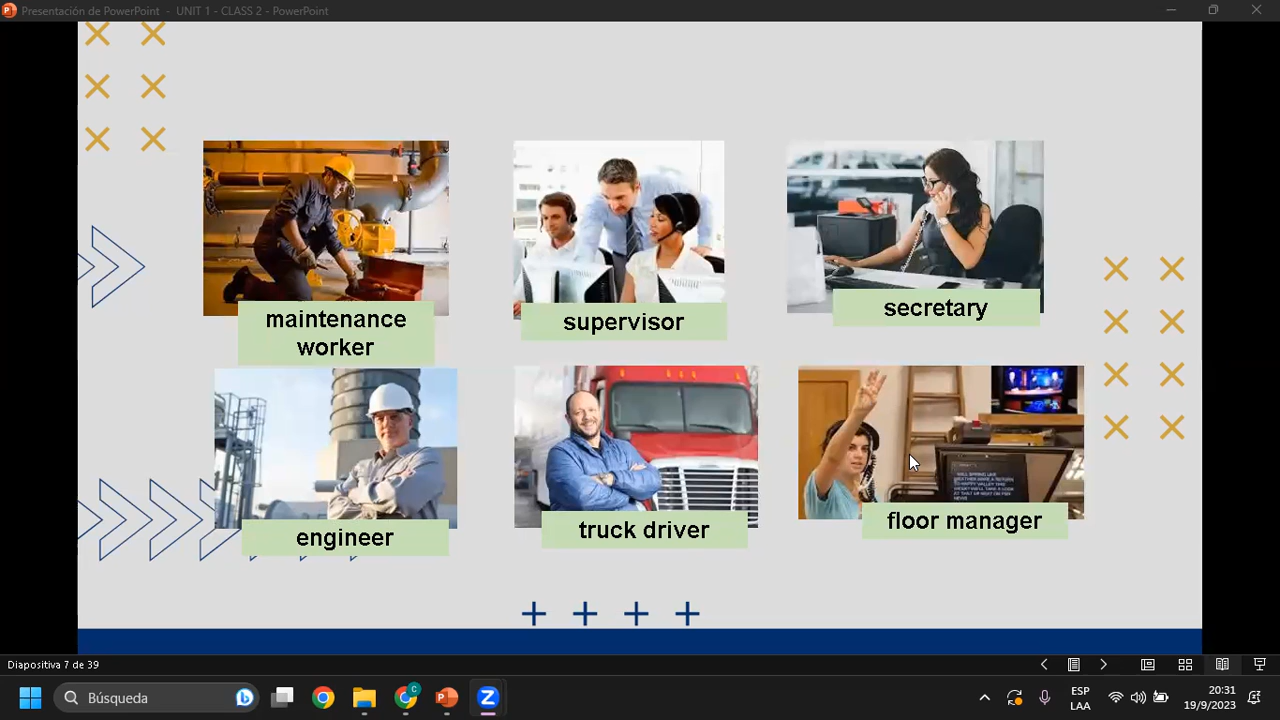 Presentación de PowerPoint - UNIT 1 - CLASS 2 - PowerPoint
maintenance
worker
supervisor
secretary
engineer
truck driver
floor manager
Diapositiva 7 de 39
Búsqueda
ESP
LAA
20:31
19/9/2023